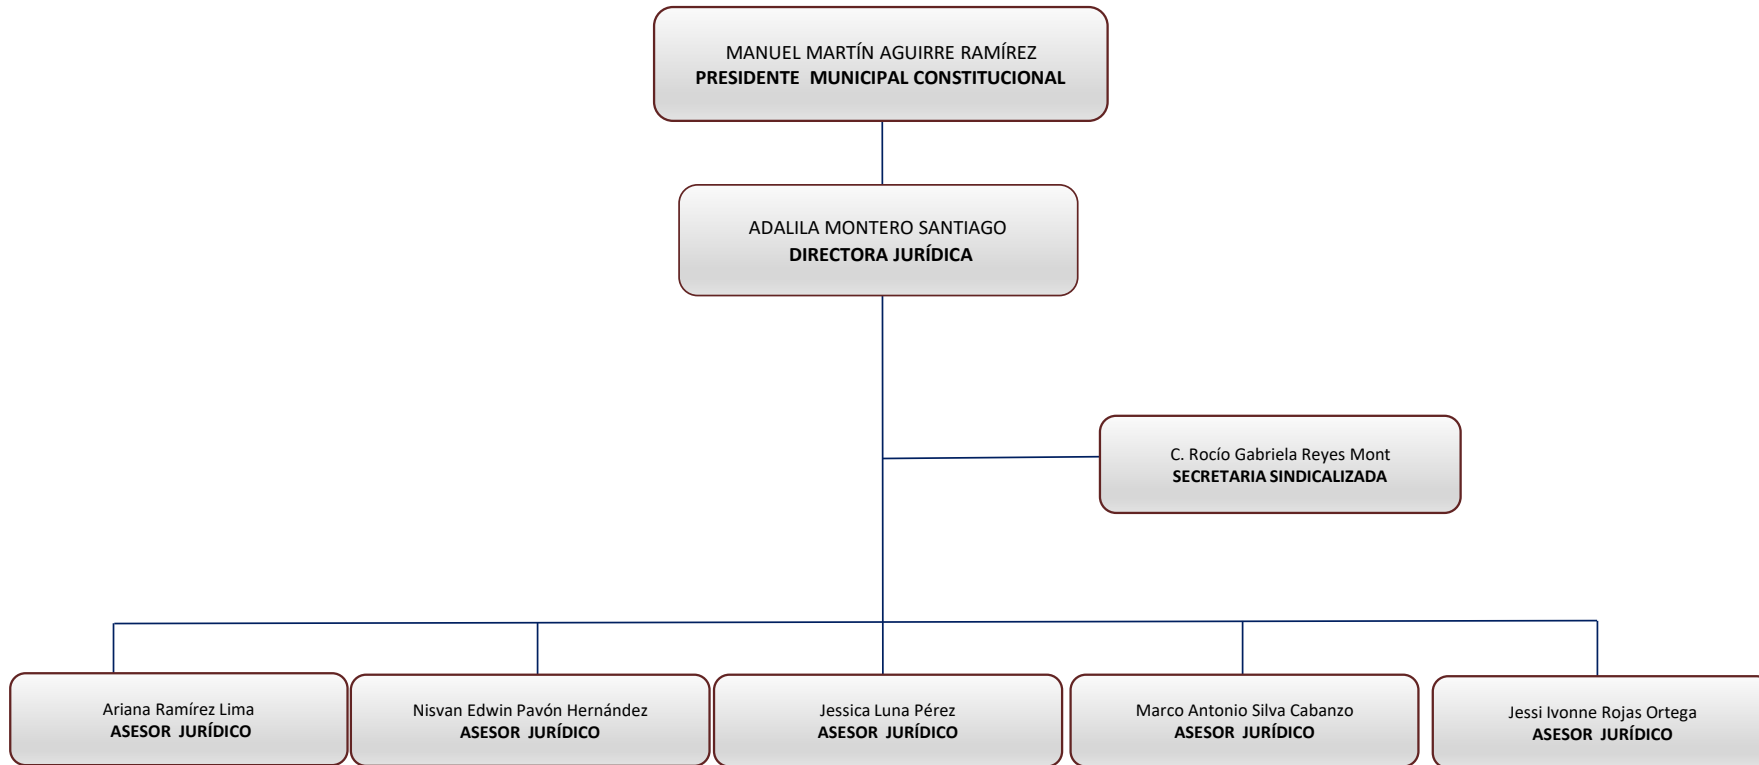 MANUEL MARTÍN AGUIRRE RAMÍREZ
PRESIDENTE MUNICIPAL CONSTITUCIONAL
ADALILA MONTERO SANTIAGO
DIRECTORA JURÍDICA
C. Rocío Gabriela Reyes Mont
SECRETARIA SINDICALIZADA
Ariana Ramírez Lima
ASESOR JURÍDICO
Nisvan Edwin Pavón Hernández
ASESOR JURÍDICO
Jessica Luna Pérez
ASESOR JURÍDICO
Marco Antonio Silva Cabanzo
ASESOR JURÍDICO
Jessi Ivonne Rojas Ortega
ASESOR JURÍDICO